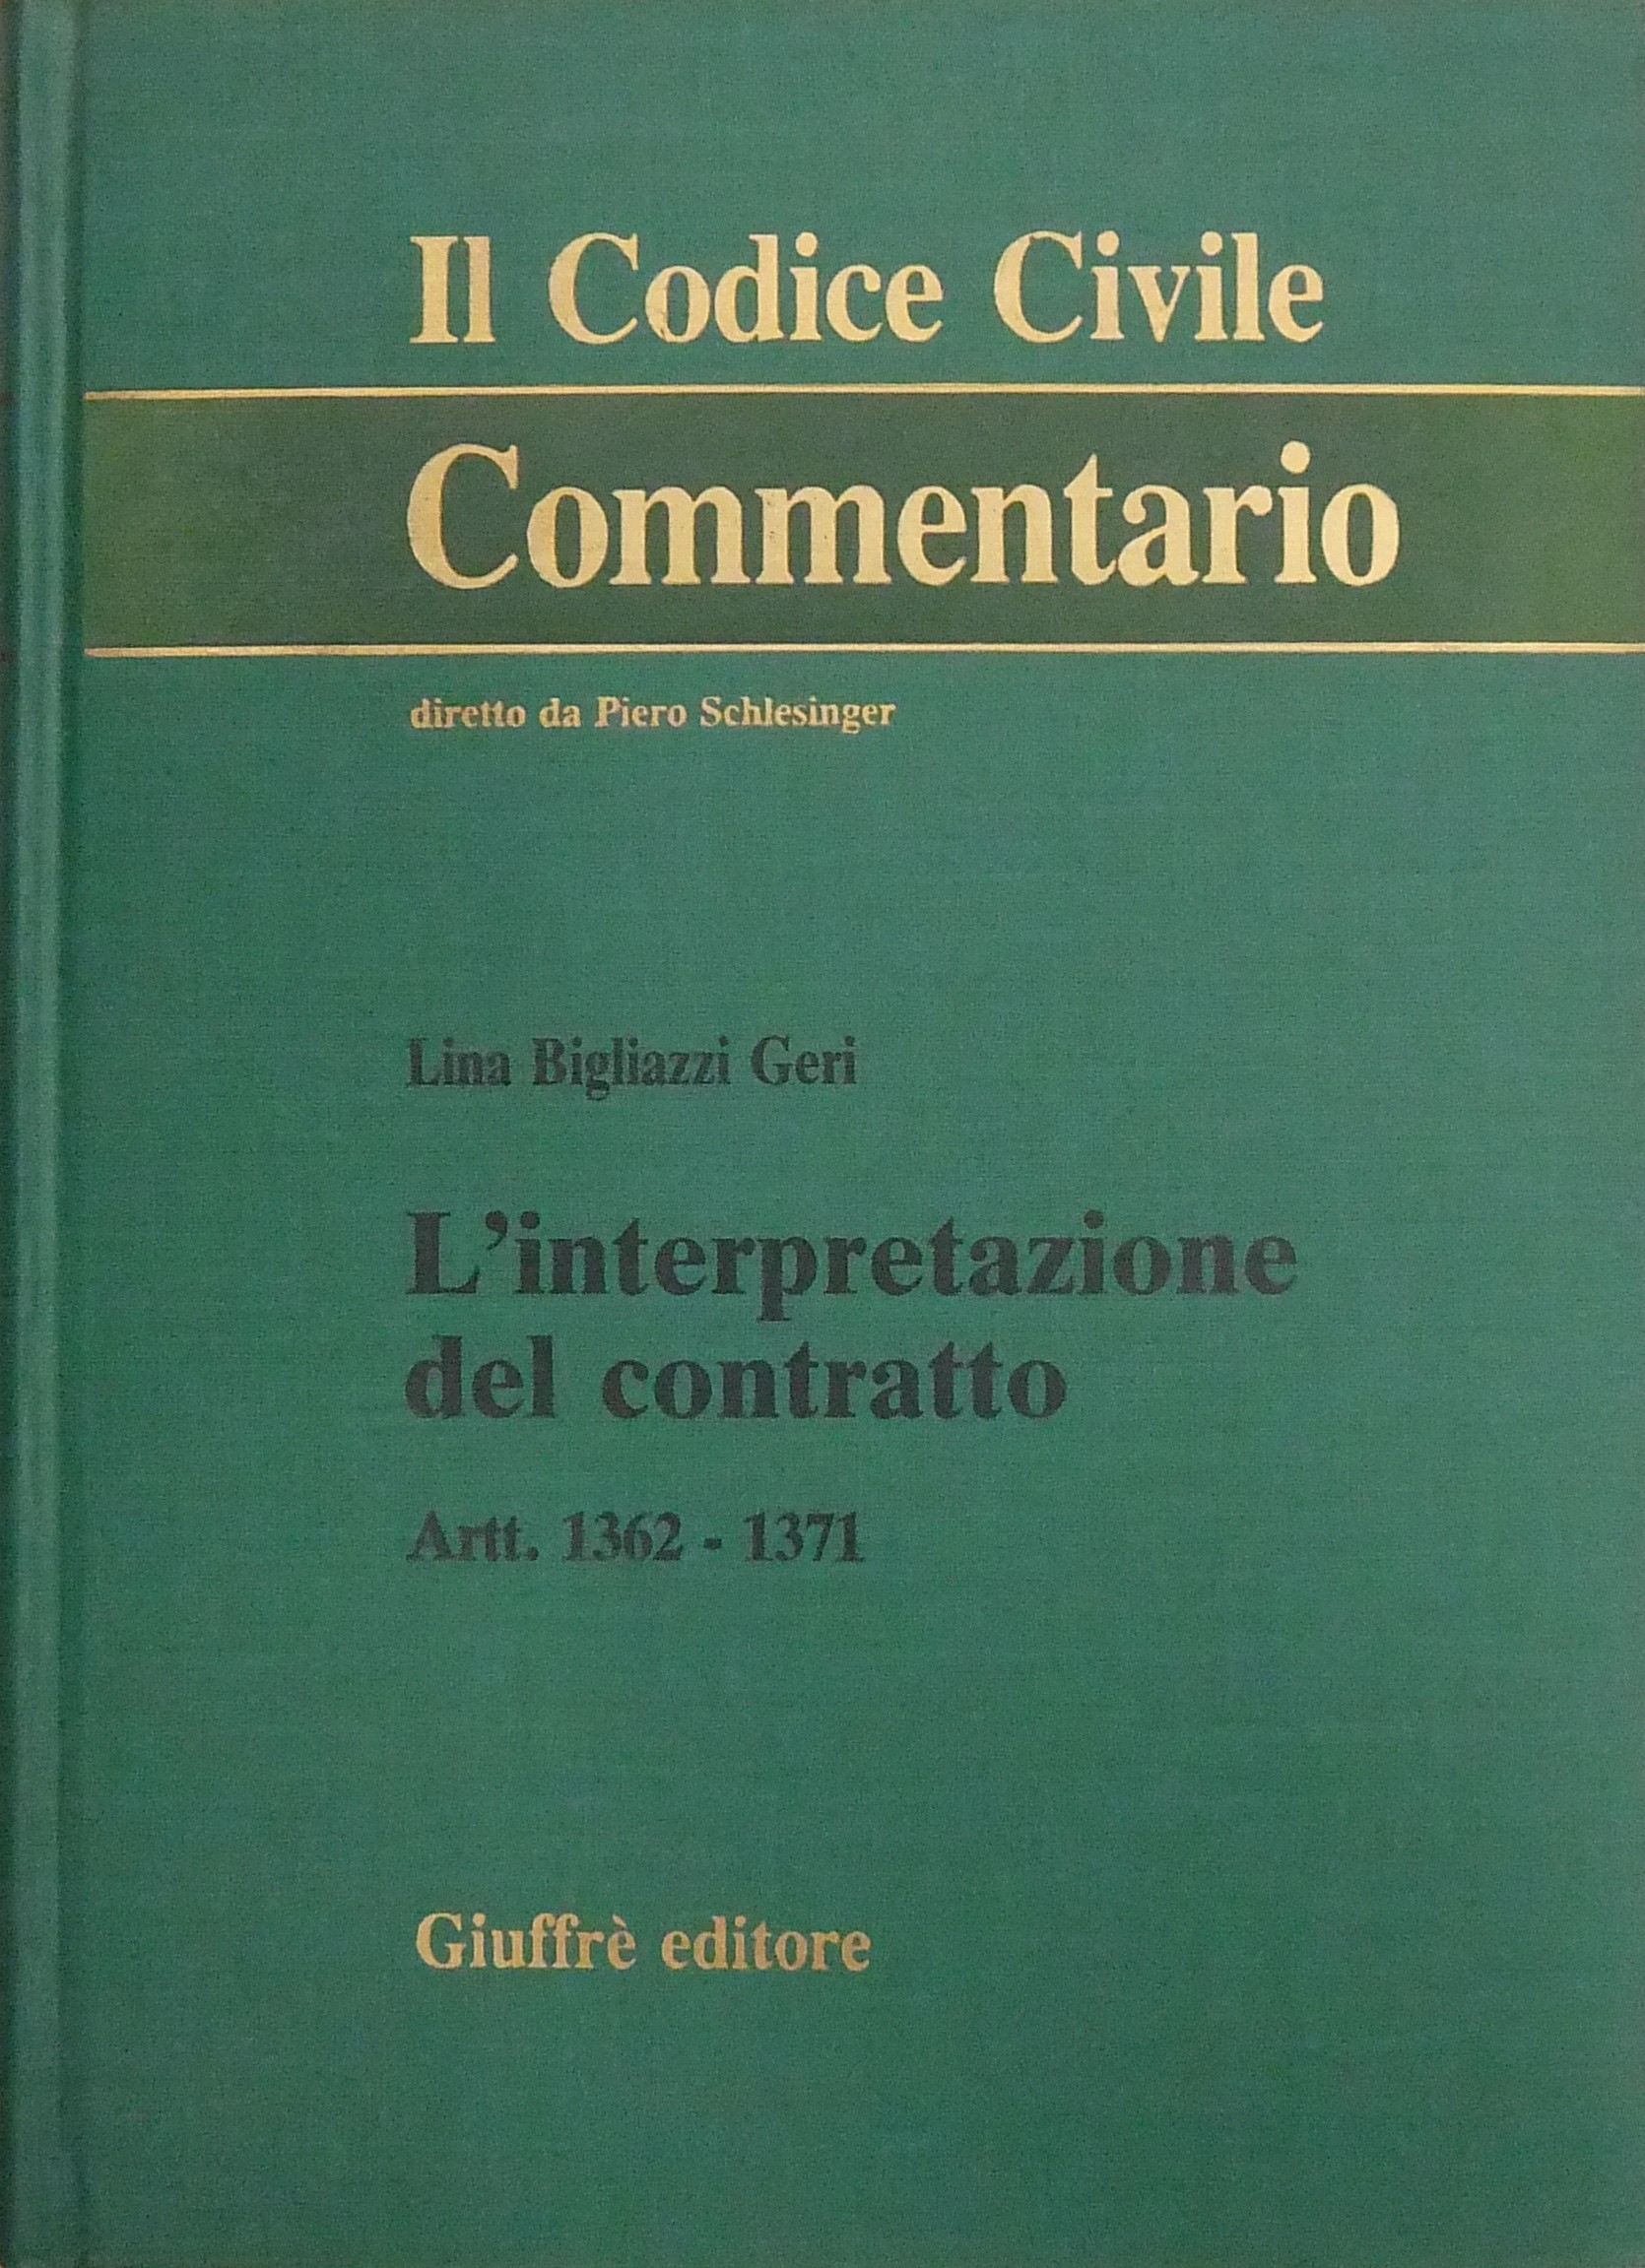 Il Codice Civile
Commentario
diretto da Piero Schlesinger
Lina Bigliazzi Geri
L'interpretazione
del contratto
Artt. 1362 - 1371
Giuffrè editore